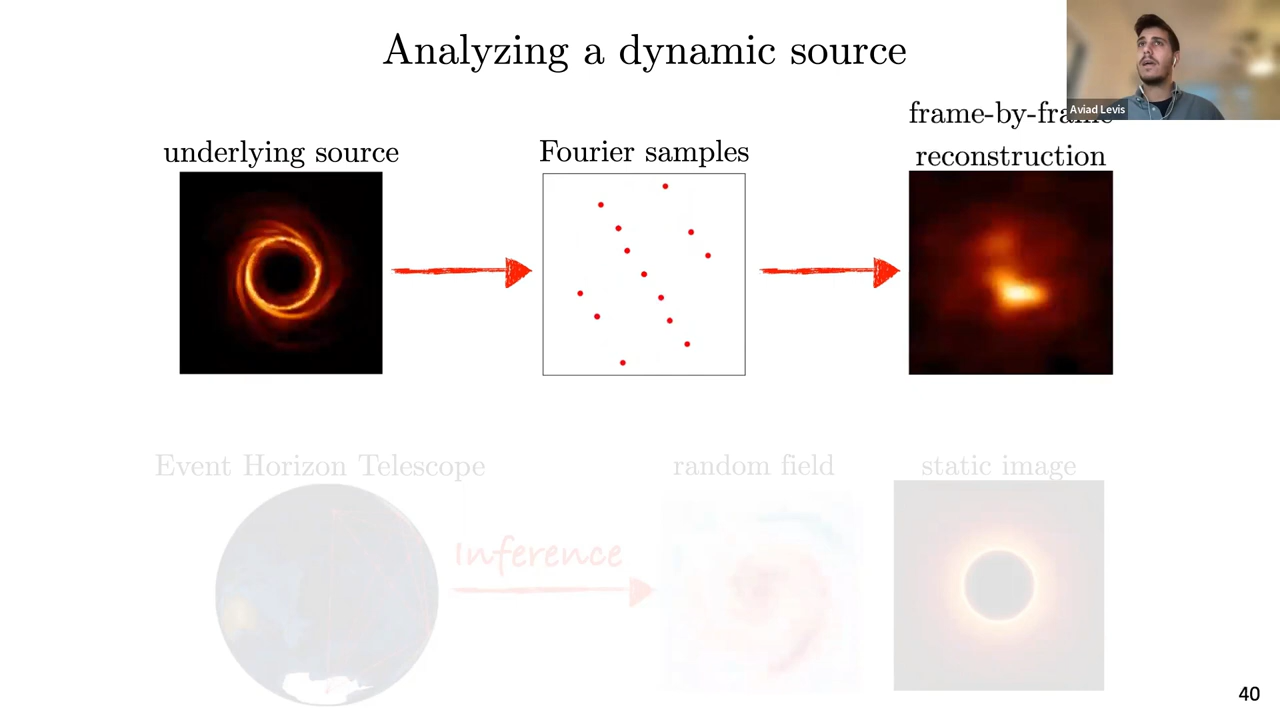 Analyzing a dynamic source
Aviad Levis
frame-by-frame
reconstruction
underlying source
Fourier samples
Event Horizon Telescope
random field
static image
Inference
40